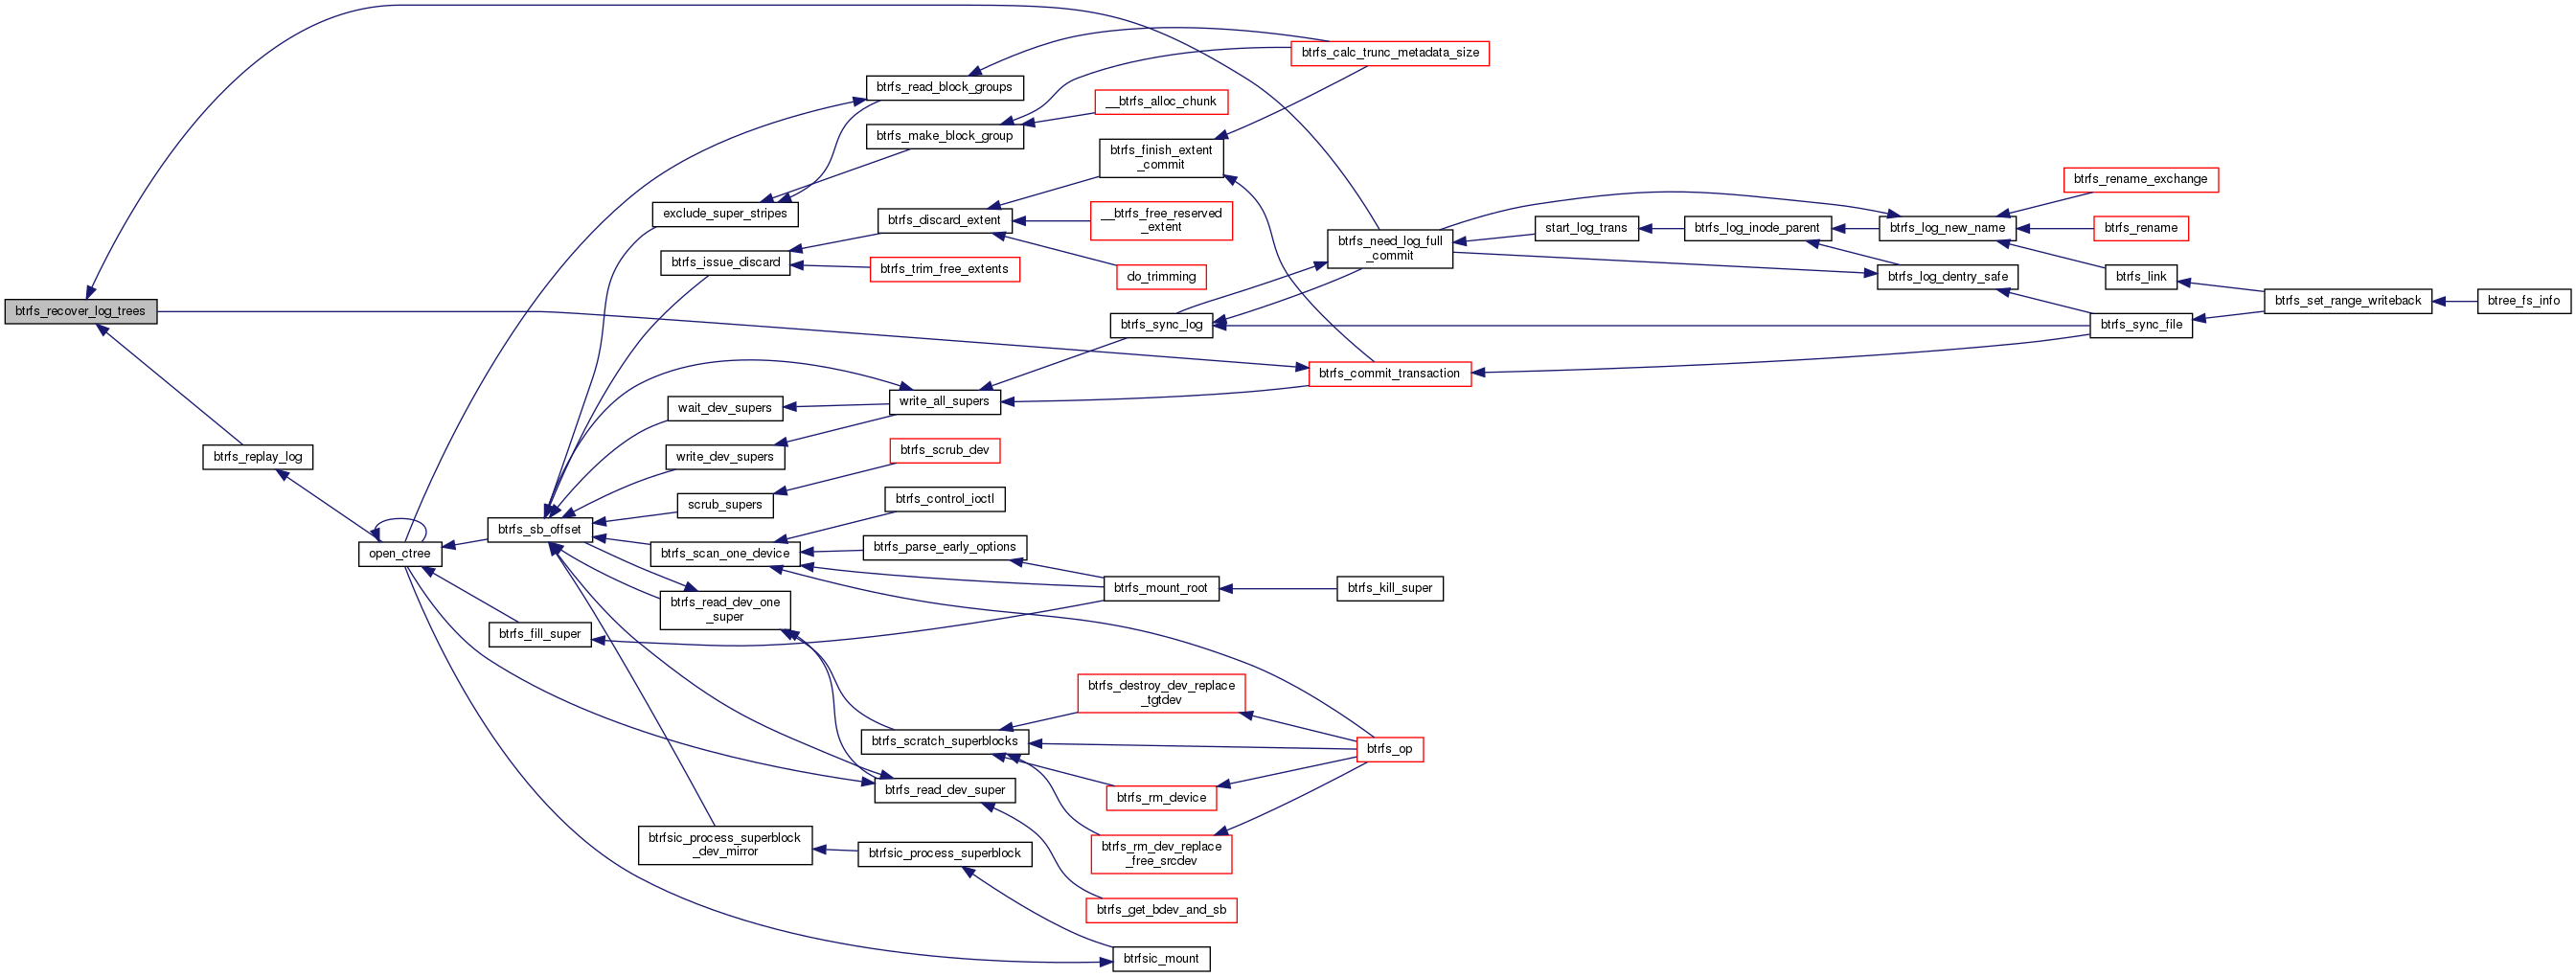 btrfs_calc_trunc_metadata_size
btrfs_read_block_groups
__btrfs_alloc_chunk
btrfs_make_block_group
btrfs_finish_extent
_commit
btrfs_rename_exchange
exclude_super_stripes
btrfs_discard_extent
__btrfs_free_reserved
_extent
start_log_trans
btrfs_log_inode_parent
btrfs_log_new_name
btrfs_rename
btrfs_need_log_full
_commit
btrfs_issue_discard
btrfs_trim_free_extents
do_trimming
btrfs_log_dentry_safe
btrfs_link
btrfs_set_range_writeback
btree_fs_info
btrfs_recover_log_trees
btrfs_sync_log
btrfs_sync_file
btrfs_commit_transaction
write_all_supers
wait_dev_supers
btrfs_replay_log
write_dev_supers
btrfs_scrub_dev
scrub_supers
btrfs_control_ioctl
btrfs_sb_offset
open_ctree
btrfs_scan_one_device
btrfs_parse_early_options
btrfs_mount_root
btrfs_kill_super
btrfs_read_dev_one
_super
btrfs_fill_super
btrfs_destroy_dev_replace
_tgtdev
btrfs_scratch_superblocks
btrfs_op
btrfs_read_dev_super
btrfs_rm_device
btrfsic_process_superblock
_dev_mirror
btrfsic_process_superblock
btrfs_rm_dev_replace
_free_srcdev
btrfs_get_bdev_and_sb
btrfsic_mount